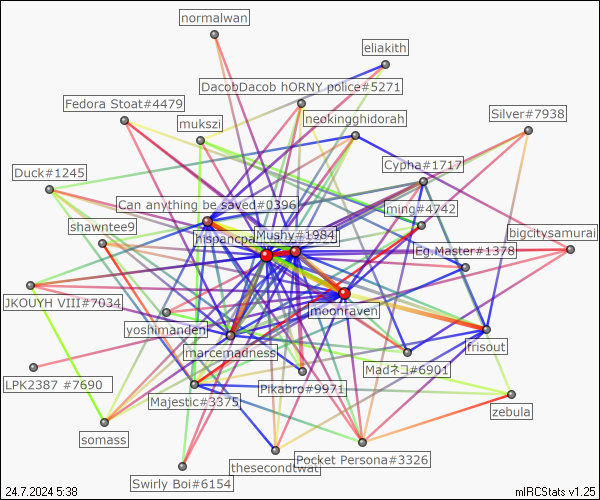 normalwan
eliakith
DacobDacob hORNY police#5271
Fedora Stoat#4479
mukszi
neokingghidorah
Silver#7938
Duck#1245
Cypha#1717
Can anything be saved#0396
ming#4742
shawntee9
Mushy#1984
bigcitysamurai
Eg.Master#1378
JKOUYH VIII#7034
moonraven
yoshimandenj
marcemadness
frisout
LPK2387 #7690
Madネコ#6901
Pikabro#9971
Majestic#3375
zebula
somass
Pocket Persona#3326
thesecondtwat
Swirly Boi#6154
24.7.2024 5:38
mIRCStats v1.25